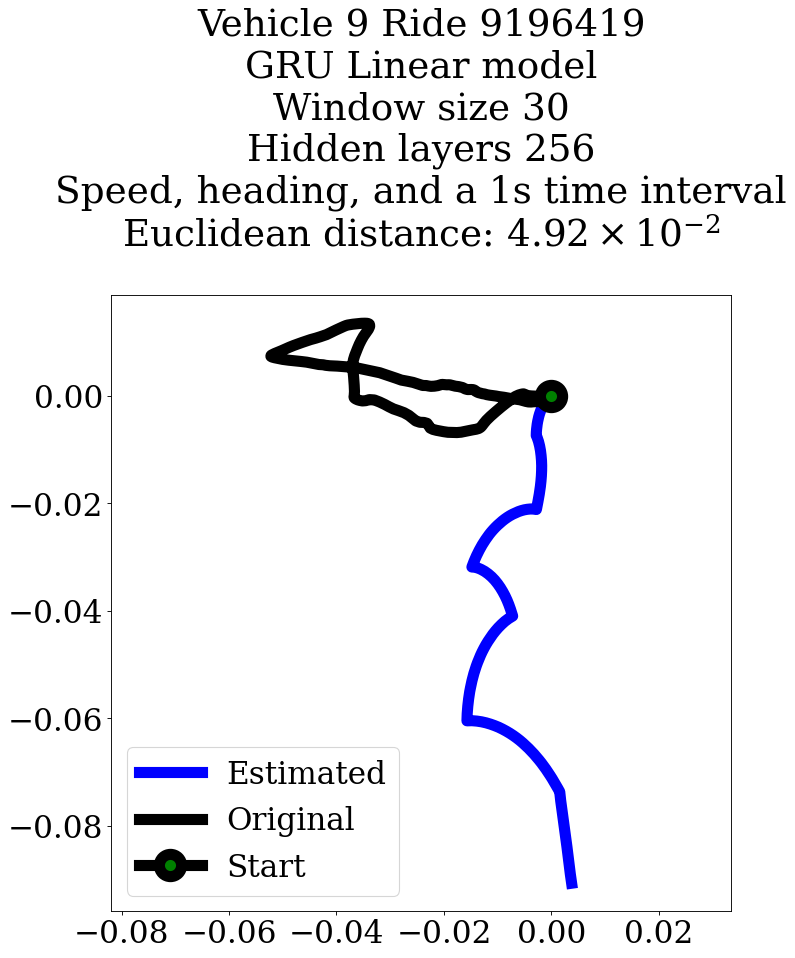 Vehicle 9 Ride 9196419
GRU Linear model
Window size 30
Hidden layers 256
Speed, heading, and a 1s time interval
Euclidean distance: 4.92 × 10⁻²
0.00
−0.02
−0.04
−0.06
−0.08
Estimated
Original
Start
−0.08 −0.06 −0.04 −0.02 0.00 0.02